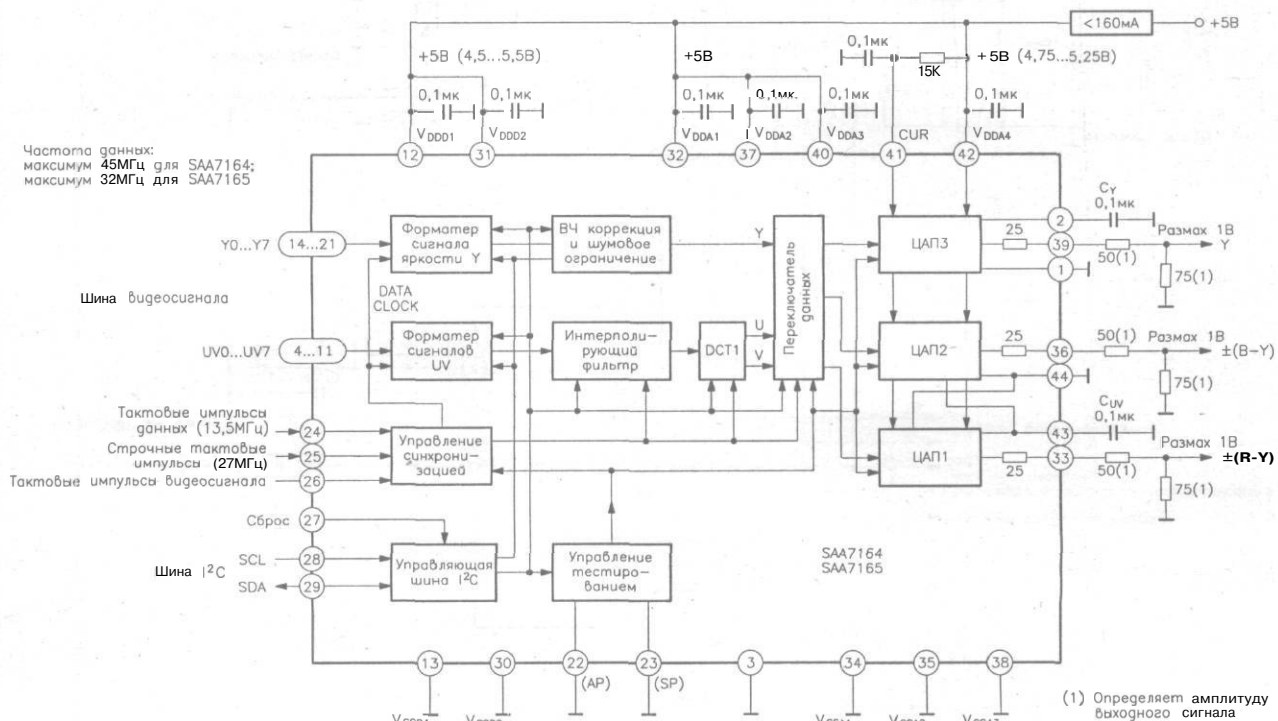 <160мА
+5В
0,1мк
+5В (4,5...5,5В)
+5В
15К
+5В (4,75...5,25В)
0,1мк
0,1мк
0,1мк
0,1мк.
0,1мк
0,1мк
VDDD1
VDDD2
VDDA1
VDDA2
VDDA3
CUR
VDDA4
12
31
32
37
40
41
42
Частота данных:
максимум 45МГц для SAA7164;
максимум 32МГц для SAA7165
Y0...Y7
14...21
Форматер
сигнала
яркости Y
ВЧ коррекция
и шумовое
ограничение
Y
Переключатель
данных
ЦАП3
2
CY
0,1мк
25
39
50(1)
Размах 1В
Y
1
75(1)
Шина видеосигнала
DATA
CLOCK
UV0...UV7
4...11
Форматер
сигналов
UV
Интерполи-
рующий
фильтр
DCT1
U
V
ЦАП2
25
36
50(1)
Размах 1В
±(B-Y)
44
75(1)
CUV
0,1мк
43
Тактовые импульсы
данных (13,5МГц)
24
Строчные тактовые
импульсы (27МГц)
25
Тактовые импульсы видеосигнала
26
Управление
синхрони-
зацией
ЦАП1
25
33
50(1)
Размах 1В
±(R-Y)
75(1)
Сброс
27
Шина I²C
SCL
28
SDA
29
Управляющая
шина I²C
Управление
тестиро-
ванием
SAA7164
SAA7165
13
30
22
(AP)
23
(SP)
3
34
35
38
(1) Определяет амплитуду
выходного сигнала